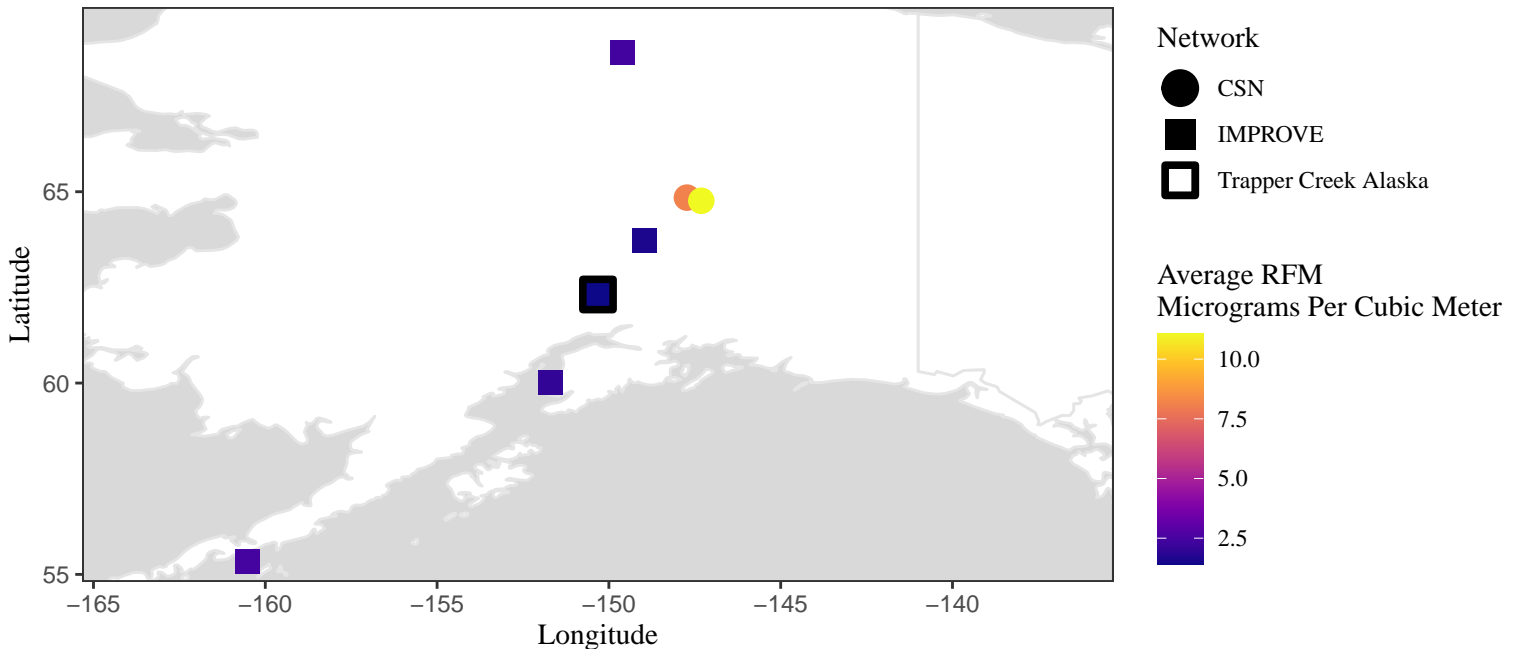 Latitude
65
60
55
−165
−160
−155
−150
−145
−140
Longitude
Network
CSN
IMPROVE
Trapper Creek Alaska
Average RFM
Micrograms Per Cubic Meter
10.0
7.5
5.0
2.5